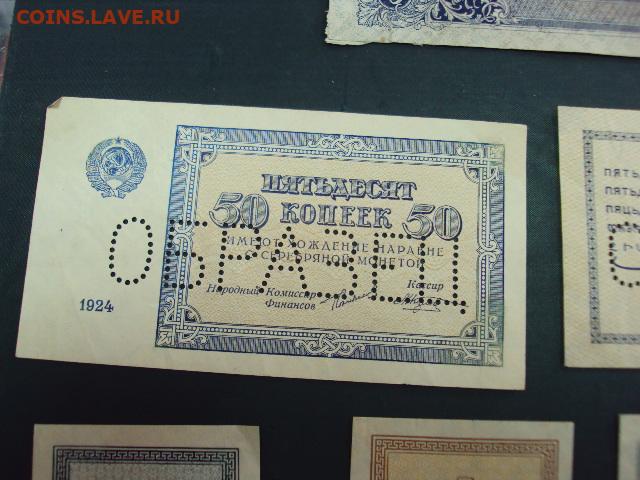 COINS.LAVE.RU
ПЯТЬДЕСЯТ
50 КОПЕЕК 50
ИМЕЮТ ХОЖДЕНИЕ НАРАВНЕ
С СЕРЕБРЯНОЙ МОНЕТОЙ
ОБРАЗЕЦ
Народный Комиссар
Финансов
Кассир
1924